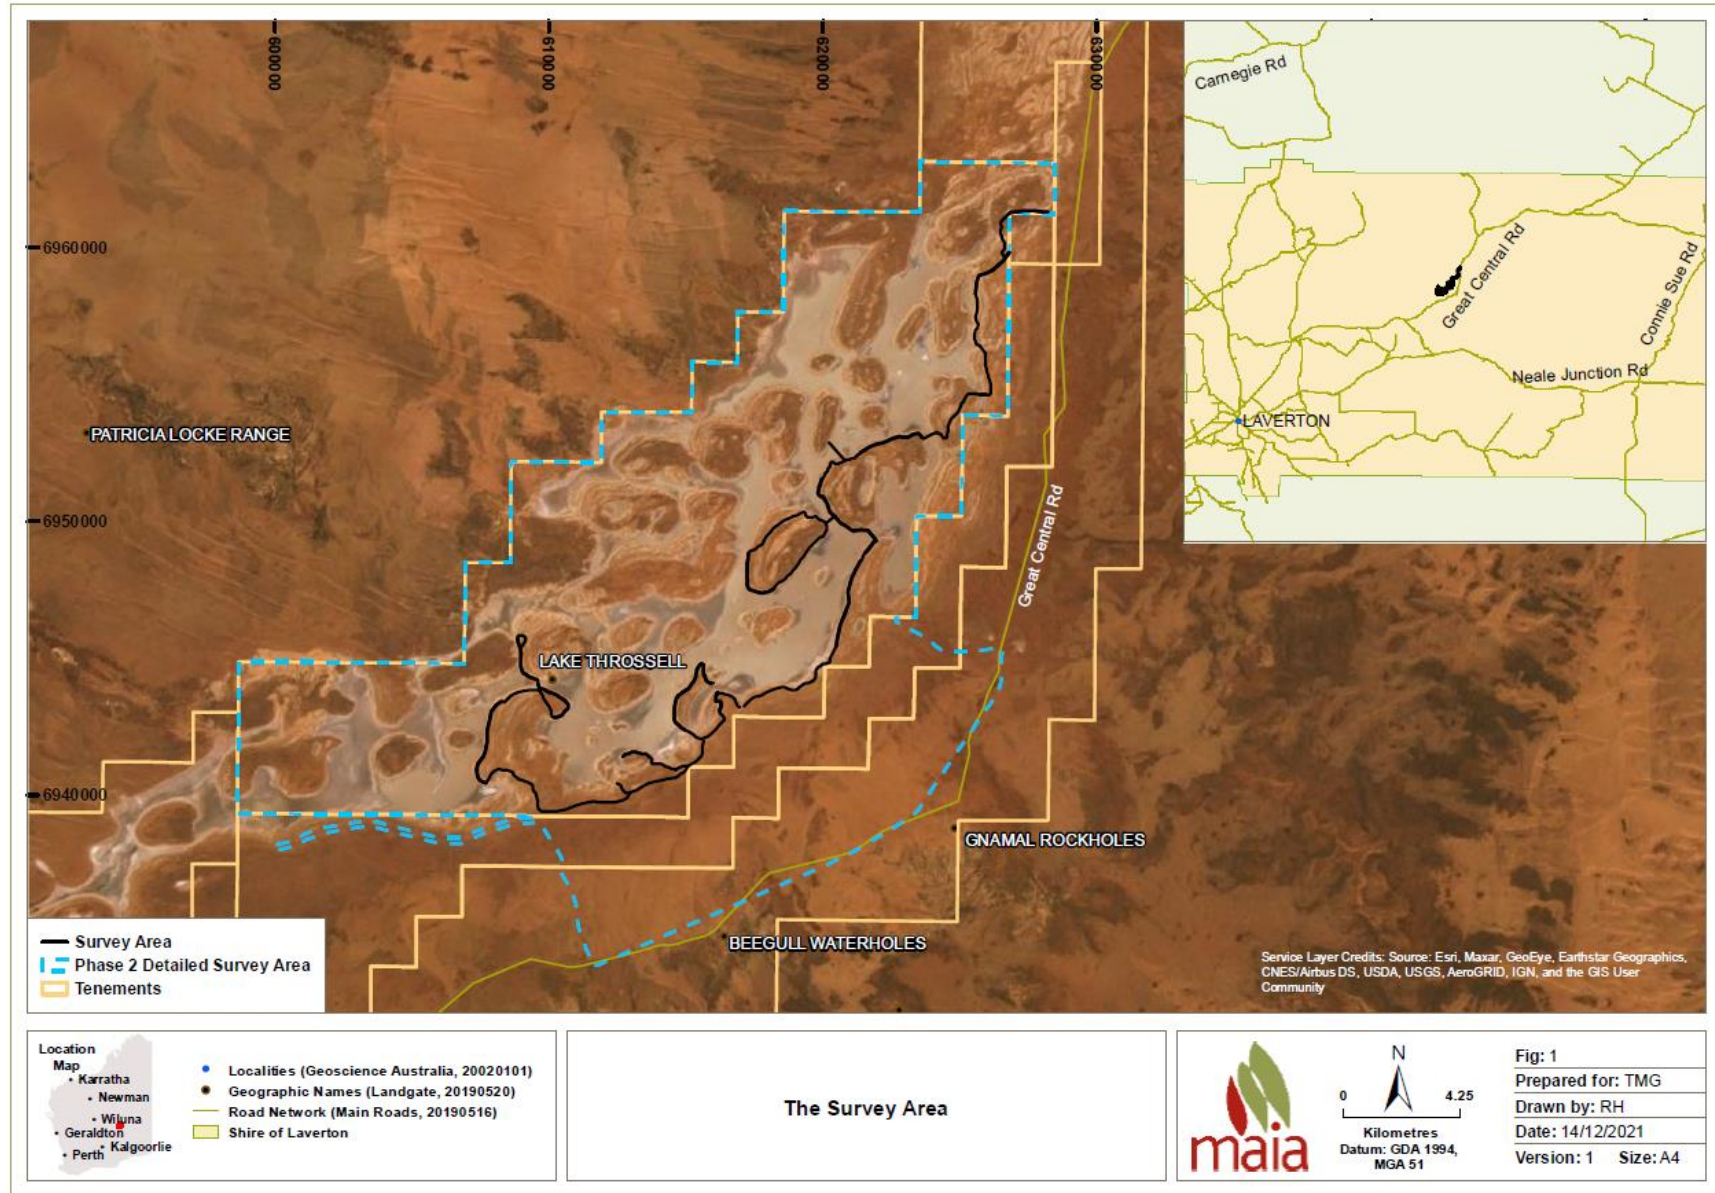 600000
610000
620000
630000
6960000
6950000
6940000
PATRICIA LOCKE RANGE
LAKE THROSSELL
Great Central Rd
GNAMAL ROCKHOLES
BEEGULL WATERHOLES
Carnegie Rd
Great Central Rd
Connie Sue Rd
Neale Junction Rd
LAVERTON
Survey Area
Phase 2 Detailed Survey Area
Tenements
Service Layer Credits: Source: Esri, Maxar, GeoEye, Earthstar Geographics,
CNES/Airbus DS, USDA, USGS, AeroGRID, IGN, and the GIS User
Community
Location
Map
Karratha
Newman
Wiluna
Geraldton
Kalgoorlie
Perth
Localities (Geoscience Australia, 20020101)
Geographic Names (Landgate, 20190520)
Road Network (Main Roads, 20190516)
Shire of Laverton
The Survey Area
maia
N
0 4.25
Kilometres
Datum: GDA 1994,
MGA 51
Fig: 1
Prepared for: TMG
Drawn by: RH
Date: 14/12/2021
Version: 1 Size: A4